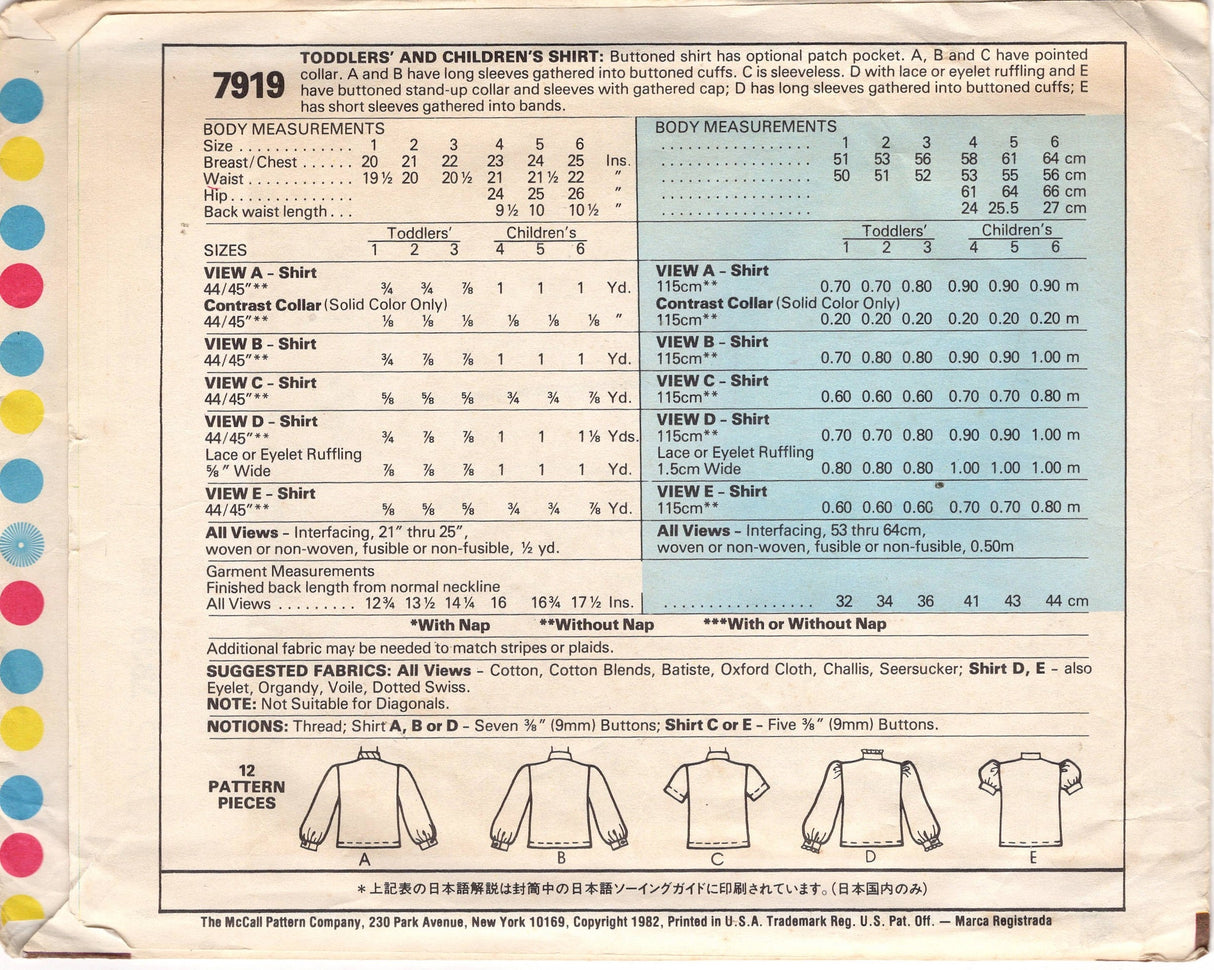 7919
TODDLERS' AND CHILDREN'S SHIRT: Buttoned shirt has optional patch pocket. A, B and C have pointed
collar. A and B have long sleeves gathered into buttoned cuffs. C is sleeveless. D with lace or eyelet ruffling and E
have buttoned stand-up collar and sleeves with gathered cap; D has long sleeves gathered into buttoned cuffs; E
has short sleeves gathered into bands.
BODY MEASUREMENTS
Size . . . . . . . . . . . . 1 2 3 4 5 6
Breast/Chest . . . . . . 20 21 22 23 24 25 Ins.
Waist . . . . . . . . . . . 19½ 20 20½ 21 21½ 22 "
Hip. . . . . . . . . . . . . 24 25 26 "
Back waist length . . . 9½ 10 10½ "
Toddlers' Children's
SIZES 1 2 3 4 5 6
VIEW A – Shirt
44/45"** ¾ ¾ ⅞ 1 1 1 Yd.
Contrast Collar (Solid Color Only)
44/45"** ⅛ ⅛ ⅛ ⅛ ⅛ ⅛ "
VIEW B – Shirt
44/45"** ¾ ⅞ ⅞ 1 1 1 Yd.
VIEW C – Shirt
44/45"** ⅝ ⅝ ⅝ ¾ ¾ ⅞ Yd.
VIEW D – Shirt
44/45"** ¾ ⅞ ⅞ 1 1 1⅛ Yds.
Lace or Eyelet Ruffling
⅝" Wide ⅞ ⅞ ⅞ 1 1 1 Yd.
VIEW E – Shirt
44/45"** ⅝ ⅝ ⅝ ¾ ¾ ⅞ Yd.
All Views – Interfacing, 21" thru 25",
woven or non-woven, fusible or non-fusible, ½ yd.
Garment Measurements
Finished back length from normal neckline
All Views . . . . . . . . . 12¾ 13½ 14¼ 16 16¾ 17½ Ins.
BODY MEASUREMENTS
. . . . . . . . . . . . . . . . . 1 2 3 4 5 6
. . . . . . . . . . . . . . . . . 51 53 56 58 61 64 cm
. . . . . . . . . . . . . . . . . 50 51 52 53 55 56 cm
. . . . . . . . . . . . . . . . . 61 64 66 cm
. . . . . . . . . . . . . . . . . 24 25.5 27 cm
Toddlers' Children's
1 2 3 4 5 6
VIEW A – Shirt
115cm** 0.70 0.70 0.80 0.90 0.90 0.90 m
Contrast Collar (Solid Color Only)
115cm** 0.20 0.20 0.20 0.20 0.20 0.20 m
VIEW B – Shirt
115cm** 0.70 0.80 0.80 0.90 0.90 1.00 m
VIEW C – Shirt
115cm** 0.60 0.60 0.60 0.70 0.70 0.80 m
VIEW D – Shirt
115cm** 0.70 0.70 0.80 0.90 0.90 1.00 m
Lace or Eyelet Ruffling
1.5cm Wide 0.80 0.80 0.80 1.00 1.00 1.00 m
VIEW E – Shirt
115cm** 0.60 0.60 0.60 0.70 0.70 0.80 m
All Views – Interfacing, 53 thru 64cm,
woven or non-woven, fusible or non-fusible, 0.50m
. . . . . . . . . . . . . . . . . 32 34 36 41 43 44 cm
*With Nap **Without Nap ***With or Without Nap
Additional fabric may be needed to match stripes or plaids.
SUGGESTED FABRICS: All Views – Cotton, Cotton Blends, Batiste, Oxford Cloth, Challis, Seersucker; Shirt D, E – also
Eyelet, Organdy, Voile, Dotted Swiss.
NOTE: Not Suitable for Diagonals.
NOTIONS: Thread; Shirt A, B or D – Seven ⅜" (9mm) Buttons; Shirt C or E – Five ⅜" (9mm) Buttons.
12
PATTERN
PIECES
A B C D E
*上記表の日本語解説は封筒中の日本語ソーイングガイドに印刷されています。(日本国内のみ)
The McCall Pattern Company, 230 Park Avenue, New York 10169, Copyright 1982, Printed in U.S.A. Trademark Reg. U.S. Pat. Off. — Marca Registrada